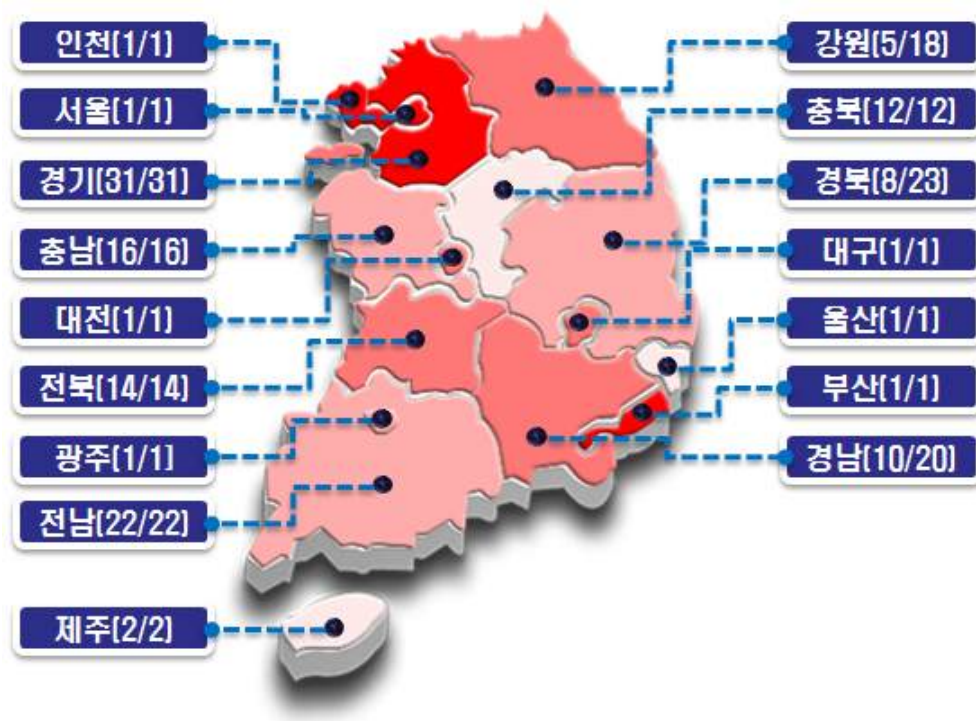 인천(1/1)
서울(1/1)
경기(31/31)
충남(16/16)
대전(1/1)
전북(14/14)
광주(1/1)
전남(22/22)
제주(2/2)
강원(5/18)
충북(12/12)
경북(8/23)
대구(1/1)
울산(1/1)
부산(1/1)
경남(10/20)